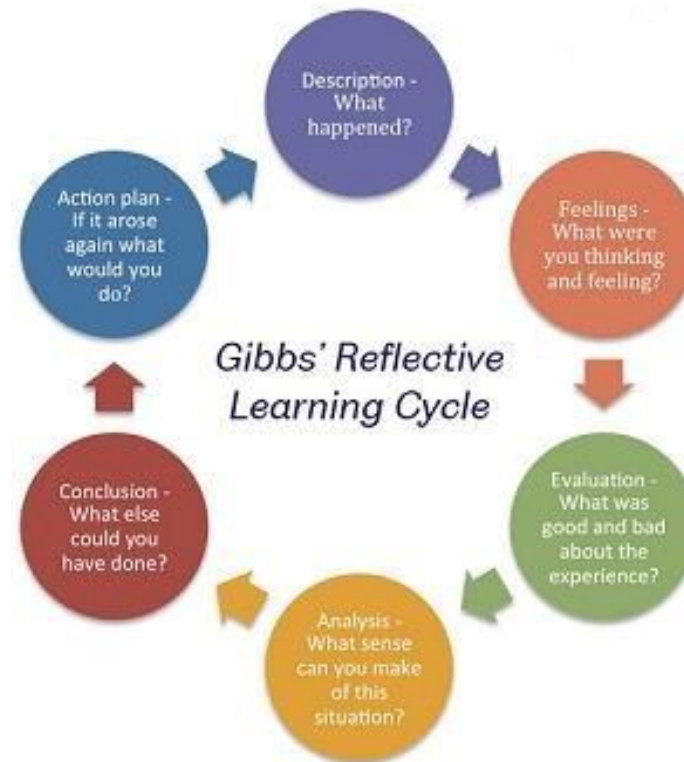 Description -
What
happened?
Feelings -
What were
you thinking
and feeling?
Evaluation -
What was
good and bad
about the
experience?
Analysis -
What sense
can you make
of this
situation?
Conclusion -
What else
could you
have done?
Action plan -
If it arose
again what
would you
do?
Gibbs' Reflective
Learning Cycle